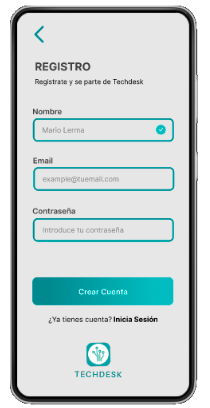 REGISTRO
Registrate y se parte de Techdesk
Nombre
Mario Lerma
Email
example@tuemail.com
Contraseña
Introduce tu contraseña
Crear Cuenta
¿Ya tienes cuenta? Inicia Sesión
TECHDESK